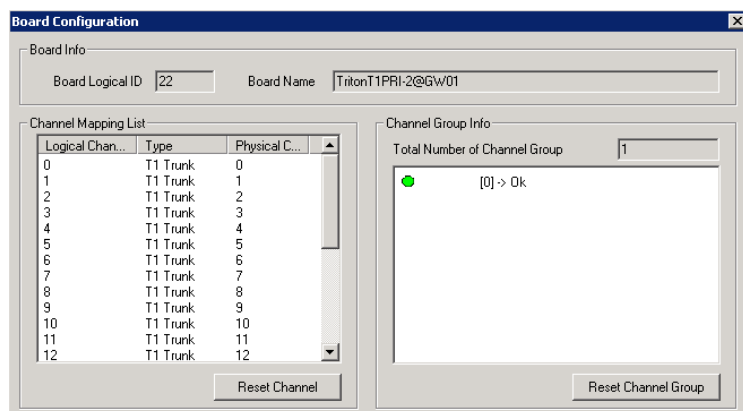 Board Configuration
Board Info
Board Logical ID 22 Board Name TritonT1PRI-2@GW01
Channel Mapping List
Logical Chan... Type Physical C...
0 T1 Trunk 0
1 T1 Trunk 1
2 T1 Trunk 2
3 T1 Trunk 3
4 T1 Trunk 4
5 T1 Trunk 5
6 T1 Trunk 6
7 T1 Trunk 7
8 T1 Trunk 8
9 T1 Trunk 9
10 T1 Trunk 10
11 T1 Trunk 11
12 T1 Trunk 12
Reset Channel
Channel Group Info
Total Number of Channel Group 1
[0] -> Ok
Reset Channel Group